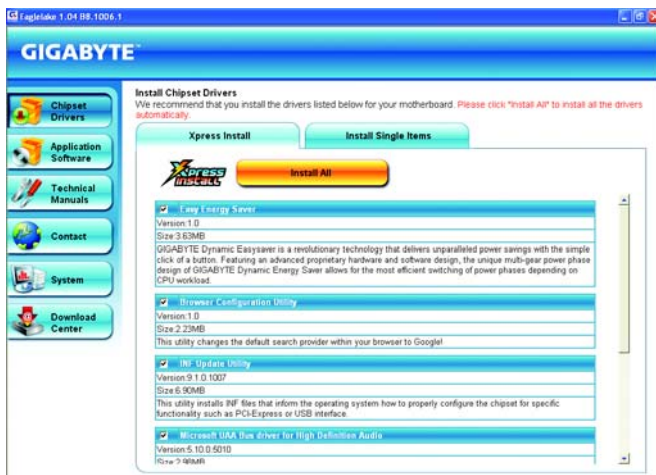 Eaglelake 1.04 B8.1006.1
GIGABYTE™
Chipset
Drivers
Application
Software
Technical
Manuals
Contact
System
Download
Center
Install Chipset Drivers
We recommend that you install the drivers listed below for your motherboard. Please click "Install All" to install all the drivers
automatically.
Xpress Install
Install Single Items
Xpress
Install
Install All
Easy Energy Saver
Version:1.0
Size:3.63MB
GIGABYTE Dynamic Easysaver is a revolutionary technology that delivers unparalleled power savings with the simple
click of a button. Featuring an advanced proprietary hardware and software design, the unique multi-gear power phase
design of GIGABYTE Dynamic Energy Saver allows for the most efficient switching of power phases depending on
CPU workload.
Browser Configuration Utility
Version:1.0
Size:2.23MB
This utility changes the default search provider within your browser to Google!
INF Update Utility
Version:9.1.0.1007
Size:6.90MB
This utility installs INF files that inform the operating system how to properly configure the chipset for specific
functionality such as PCI-Express or USB interface.
Microsoft UAA Bus driver for High Definition Audio
Version:5.10.0.5010
Size:2.98MB